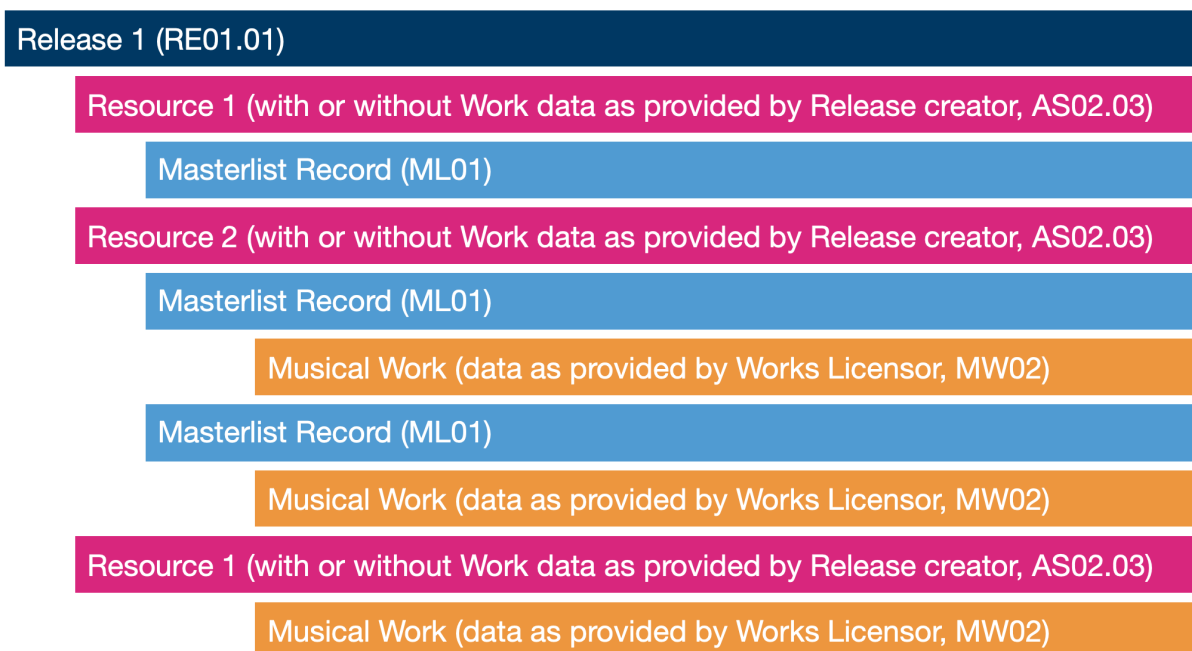 Release 1 (RE01.01)
Resource 1 (with or without Work data as provided by Release creator, AS02.03)
Masterlist Record (ML01)
Resource 2 (with or without Work data as provided by Release creator, AS02.03)
Masterlist Record (ML01)
Musical Work (data as provided by Works Licensor, MW02)
Masterlist Record (ML01)
Musical Work (data as provided by Works Licensor, MW02)
Resource 1 (with or without Work data as provided by Release creator, AS02.03)
Musical Work (data as provided by Works Licensor, MW02)